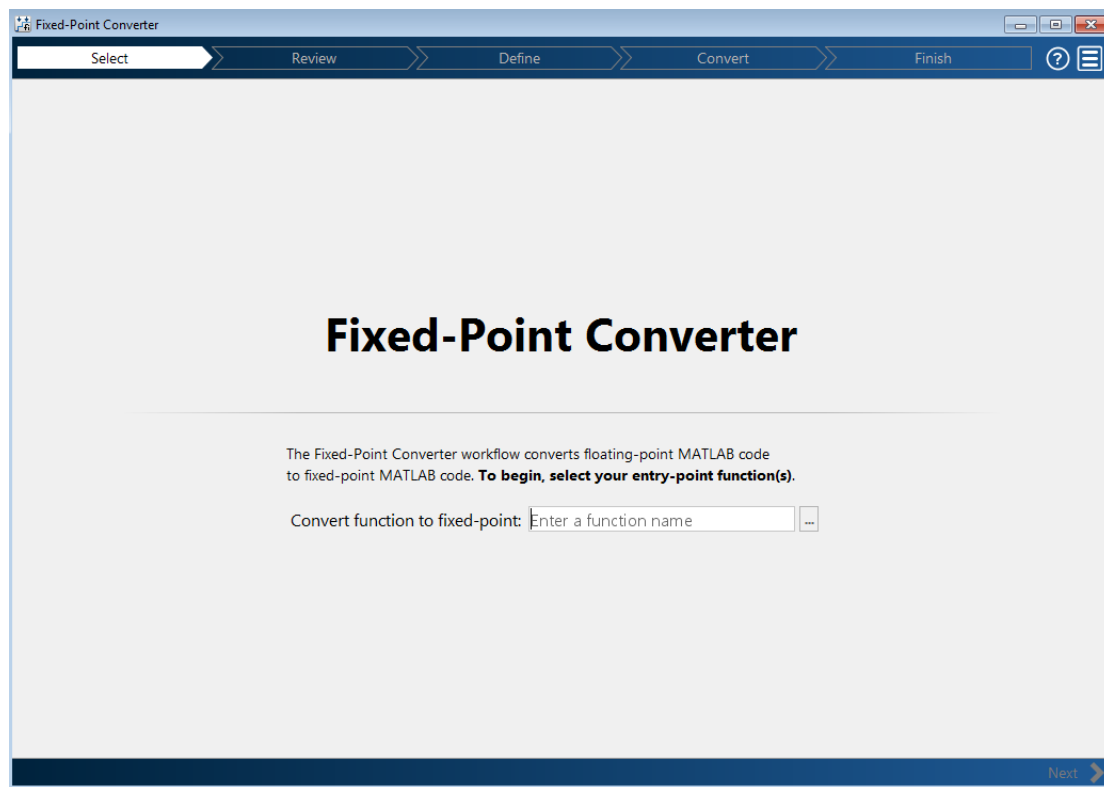 Fixed-Point Converter
Select
Review
Define
Convert
Finish
?
Fixed-Point Converter
The Fixed-Point Converter workflow converts floating-point MATLAB code
to fixed-point MATLAB code. To begin, select your entry-point function(s).
Convert function to fixed-point: Enter a function name ...
Next